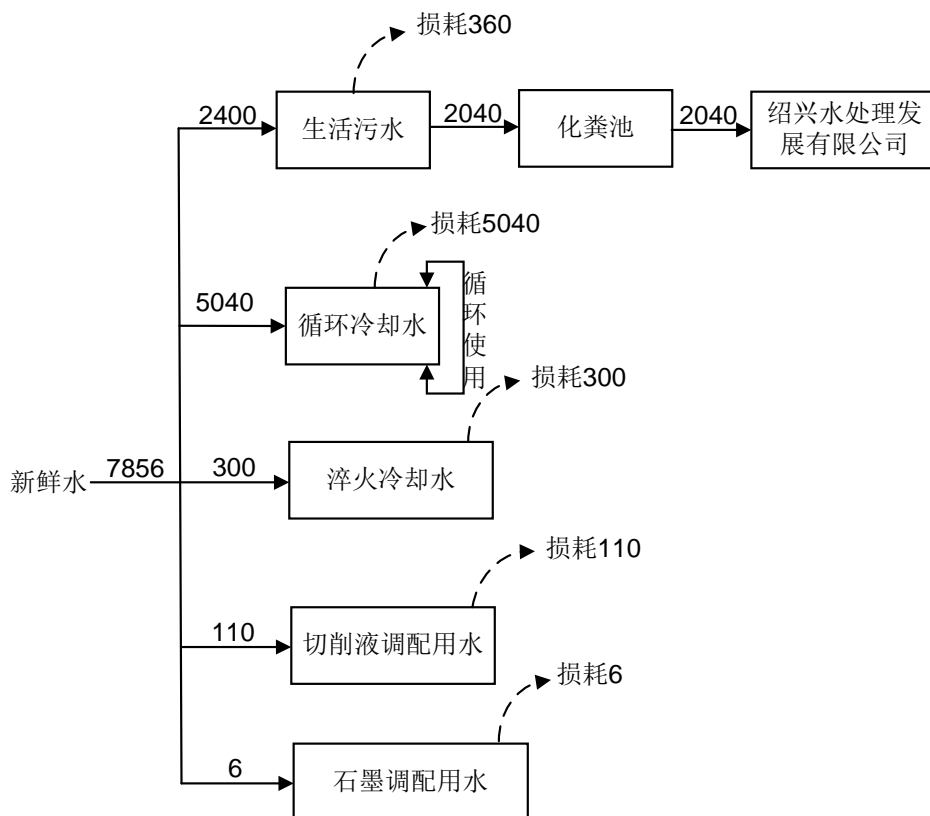 损耗360
2400
生活污水
2040
化粪池
2040
绍兴水处理发
展有限公司
损耗5040
5040
循环冷却水
循环使用
损耗300
新鲜水
7856
300
淬火冷却水
损耗110
110
切削液调配用水
损耗6
6
石墨调配用水